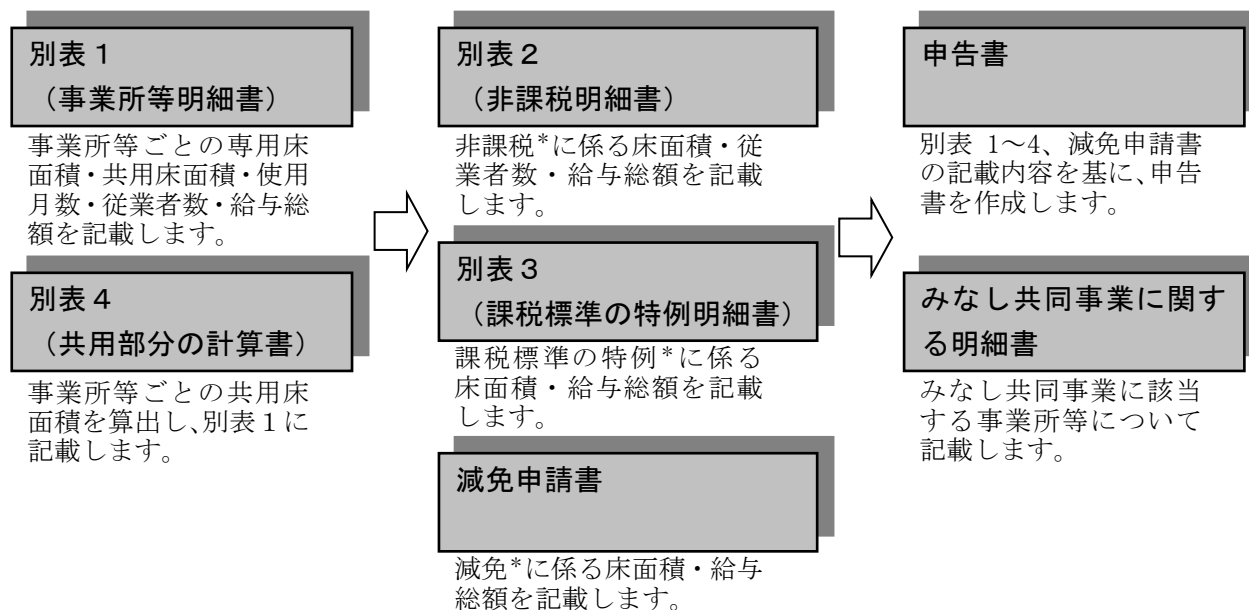 別表１
（事業所等明細書）
事業所等ごとの専用床
面積・共用床面積・使用
月数・従業者数・給与総
額を記載します。
別表４
（共用部分の計算書）
事業所等ごとの共用床
面積を算出し、別表１に
記載します。
別表２
（非課税明細書）
非課税*に係る床面積・従
業者数・給与総額を記載
します。
別表３
（課税標準の特例明細書）
課税標準の特例*に係る
床面積・給与総額を記載
します。
減免申請書
減免*に係る床面積・給与
総額を記載します。
申告書
別表 1～4、減免申請書
の記載内容を基に、申告
書を作成します。
みなし共同事業に関す
る明細書
みなし共同事業に該当
する事業所等について
記載します。